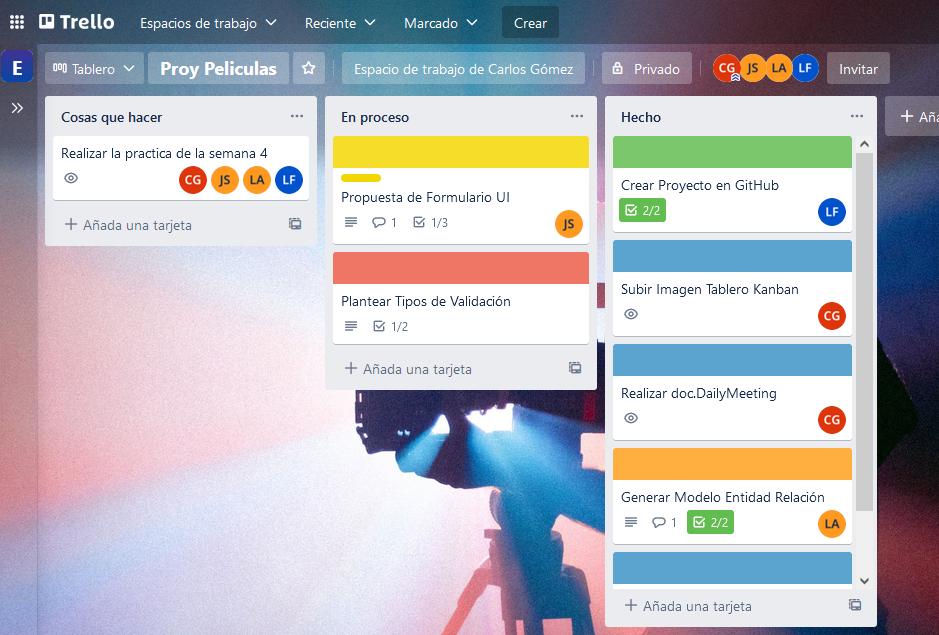 Trello Espacios de trabajo Reciente Marcado Crear
E Tablero Proy Peliculas Espacio de trabajo de Carlos Gómez Privado CG JS LA LF Invitar
Cosas que hacer
Realizar la practica de la semana 4
CG JS LA LF
+ Añada una tarjeta
En proceso
Propuesta de Formulario UI
1 1/3 JS
Plantear Tipos de Validación
1/2
+ Añada una tarjeta
Hecho
Crear Proyecto en GitHub
2/2 LF
Subir Imagen Tablero Kanban
CG
Realizar doc.DailyMeeting
CG
Generar Modelo Entidad Relación
1 2/2 LA
+ Añada una tarjeta